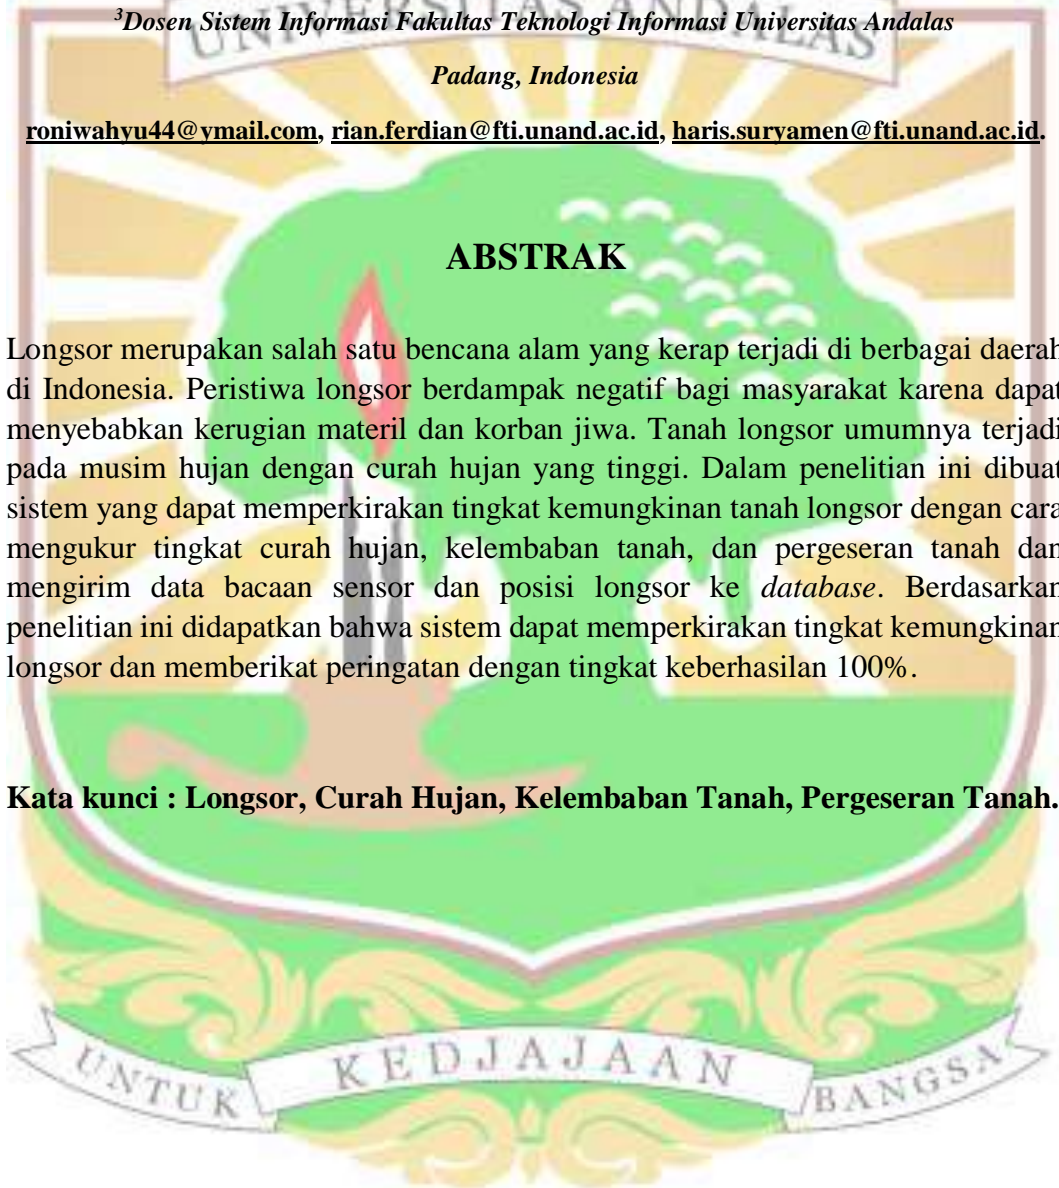 UNIVERSITAS ANDALAS
³Dosen Sistem Informasi Fakultas Teknologi Informasi Universitas Andalas
Padang, Indonesia
roniwahyu44@ymail.com, rian.ferdian@fti.unand.ac.id, haris.suryamen@fti.unand.ac.id.
ABSTRAK
Longsor merupakan salah satu bencana alam yang kerap terjadi di berbagai daerah
di Indonesia. Peristiwa longsor berdampak negatif bagi masyarakat karena dapat
menyebabkan kerugian materil dan korban jiwa. Tanah longsor umumnya terjadi
pada musim hujan dengan curah hujan yang tinggi. Dalam penelitian ini dibuat
sistem yang dapat memperkirakan tingkat kemungkinan tanah longsor dengan cara
mengukur tingkat curah hujan, kelembaban tanah, dan pergeseran tanah dan
mengirim data bacaan sensor dan posisi longsor ke database. Berdasarkan
penelitian ini didapatkan bahwa sistem dapat memperkirakan tingkat kemungkinan
longsor dan memberikat peringatan dengan tingkat keberhasilan 100%.
Kata kunci : Longsor, Curah Hujan, Kelembaban Tanah, Pergeseran Tanah.
UNTUK KEDJAJAAN BANGSA